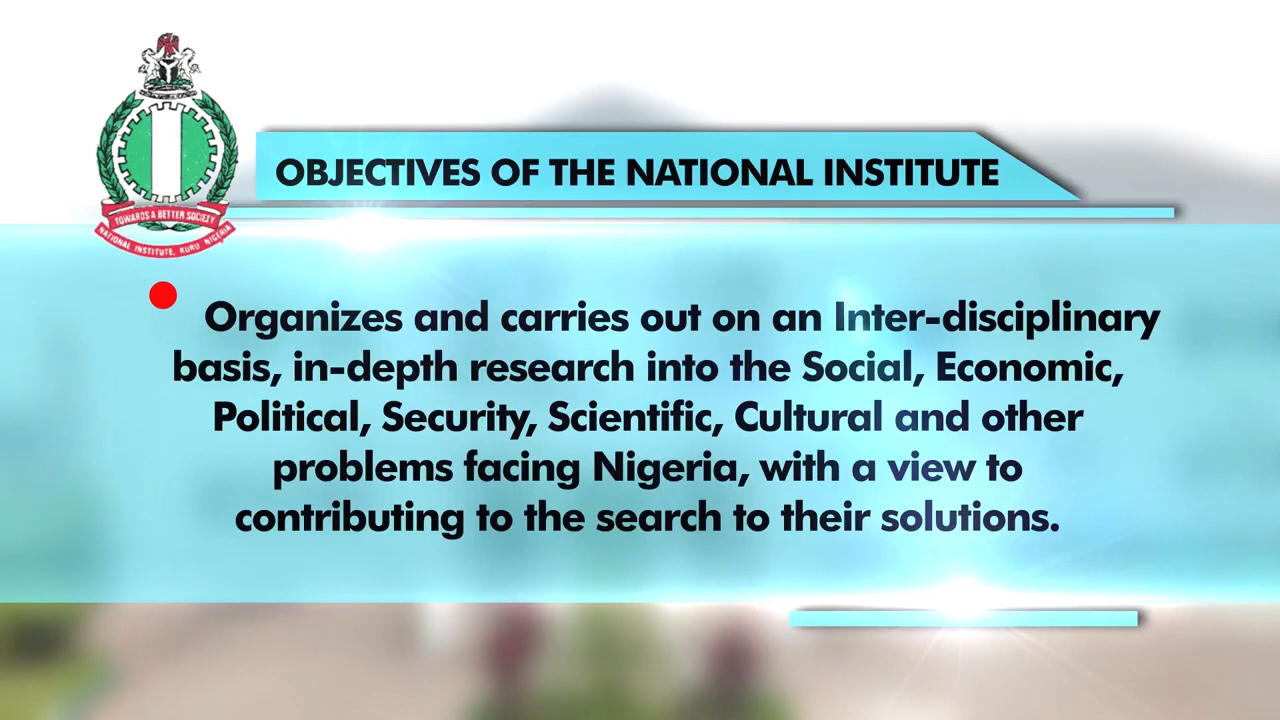 OBJECTIVES OF THE NATIONAL INSTITUTE
TOWARDS A BETTER SOCIETY
NATIONAL INSTITUTE, KURU NIGERIA
Organizes and carries out on an Inter-disciplinary
basis, in-depth research into the Social, Economic,
Political, Security, Scientific, Cultural and other
problems facing Nigeria, with a view to
contributing to the search to their solutions.